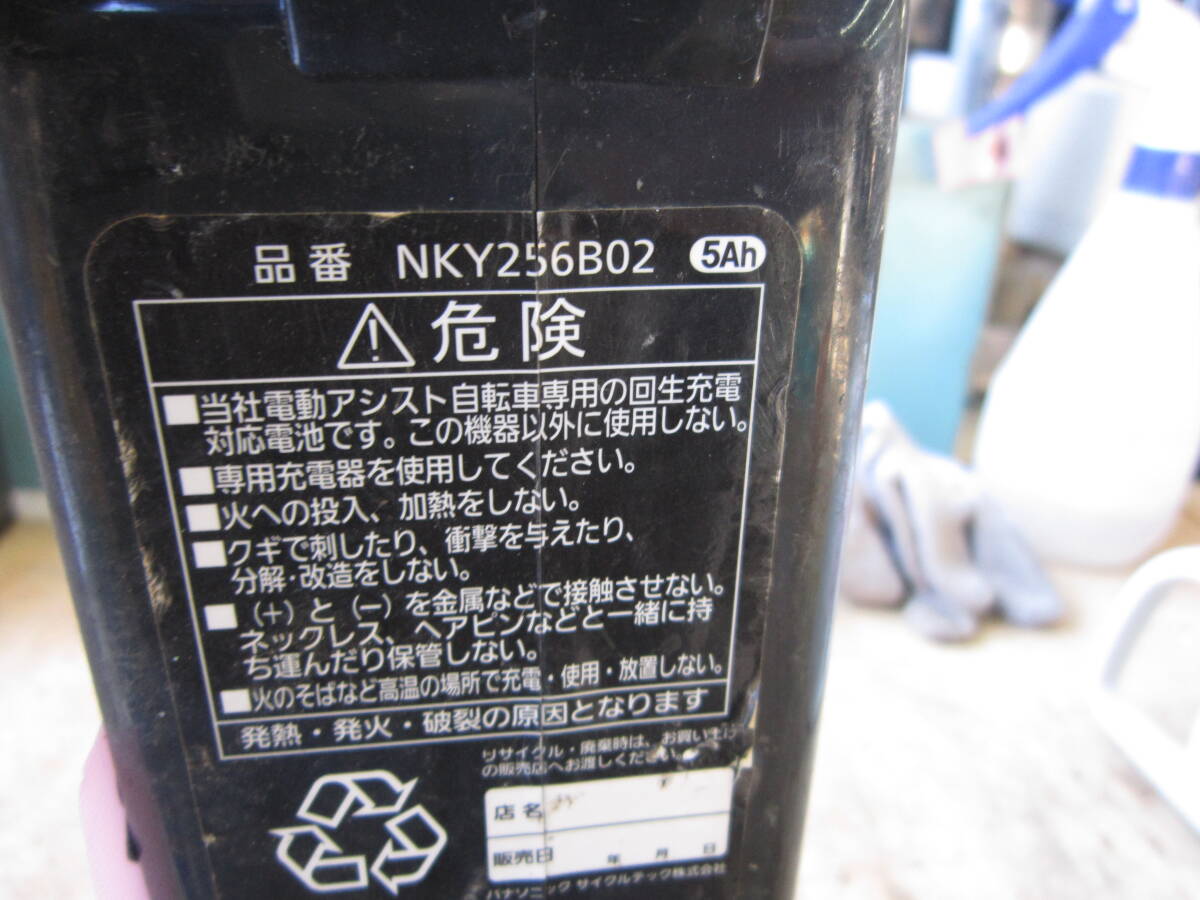 品番 NKY256B02 5Ah
危険
■当社電動アシスト自転車専用の回生充電
対応電池です。この機器以外に使用しない。
■専用充電器を使用してください。
■火への投入、加熱をしない。
■クギで刺したり、衝撃を与えたり、
分解・改造をしない。
■(+)と(−)を金属などで接触させない。
ネックレス、ヘアピンなどと一緒に持
ち運んだり保管しない。
■火のそばなど高温の場所で充電・使用・放置しない。
発熱・発火・破裂の原因となります
リサイクル・廃棄時は、お買い上げ
の販売店へお渡しください。
店名
販売日 年 月 日
パナソニック サイクルテック株式会社